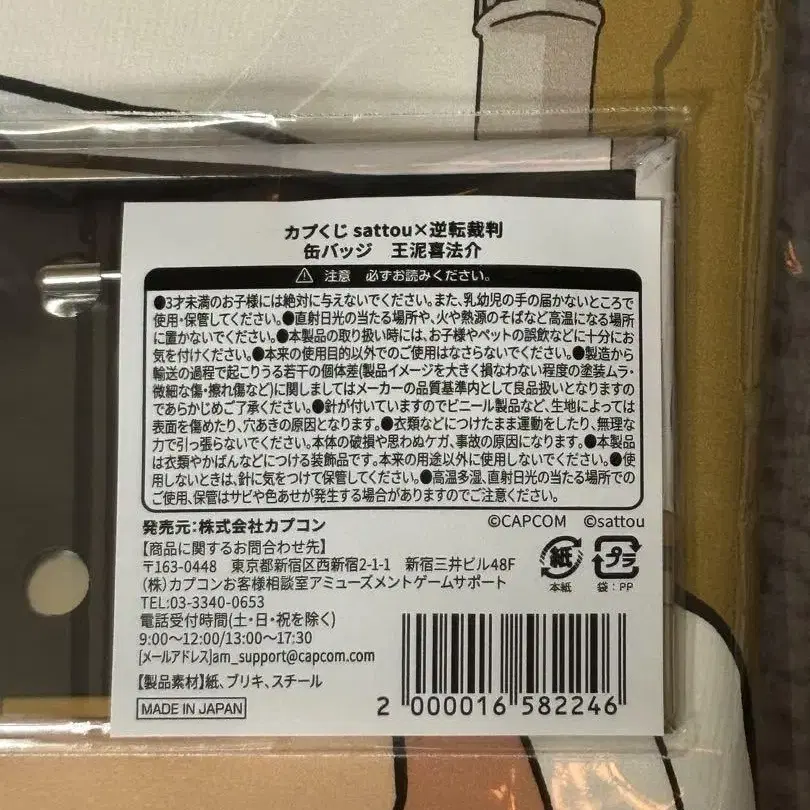 カプくじ sattou×逆転裁判
缶バッジ　王泥喜法介
注意　必ずお読みください。
●3才未満のお子様には絶対に与えないでください。また、乳幼児の手の届かないところで
使用・保管してください。●直射日光の当たる場所や、火や熱源のそばなど高温になる場所
に置かないでください。●本製品の取り扱い時には、お子様やペットの誤飲などに十分にお
気を付けください。●本来の使用目的以外でのご使用はなさらないでください。●製造から
輸送の過程で起こりうる若干の個体差(製品イメージを大きく損なわない程度の塗装ムラ・
微細な傷・擦れ傷など)に関しましてはメーカーの品質基準内として良品扱いとなりますの
であらかじめご了承ください。●針が付いていますのでビニール製品など、生地によっては
表面を傷めたり、穴あきの原因となります。●衣類などにつけたまま運動をしたり、無理な
力で引っ張らないでください。本体の破損や思わぬケガ、事故の原因になります。●本製品
は衣類やかばんなどにつける装飾品です。本来の用途以外に使用しないでください。●使
用しないときは、針に気をつけて保管してください。●高温多湿、直射日光の当たる場所での
ご使用、保管はサビや色あせが発生する場合がありますのでご注意ください。
発売元:株式会社カプコン
©CAPCOM ©sattou
【商品に関するお問合わせ先】
〒163-0448　東京都新宿区西新宿2-1-1　新宿三井ビル48F
(株)カプコンお客様相談室アミューズメントゲームサポート
TEL:03-3340-0653
電話受付時間(土・日・祝を除く)
9:00～12:00/13:00～17:30
[メールアドレス]am_support@capcom.com
紙
本紙
プラ
袋：PP
【製品素材】紙、ブリキ、スチール
MADE IN JAPAN
2 000016 582246